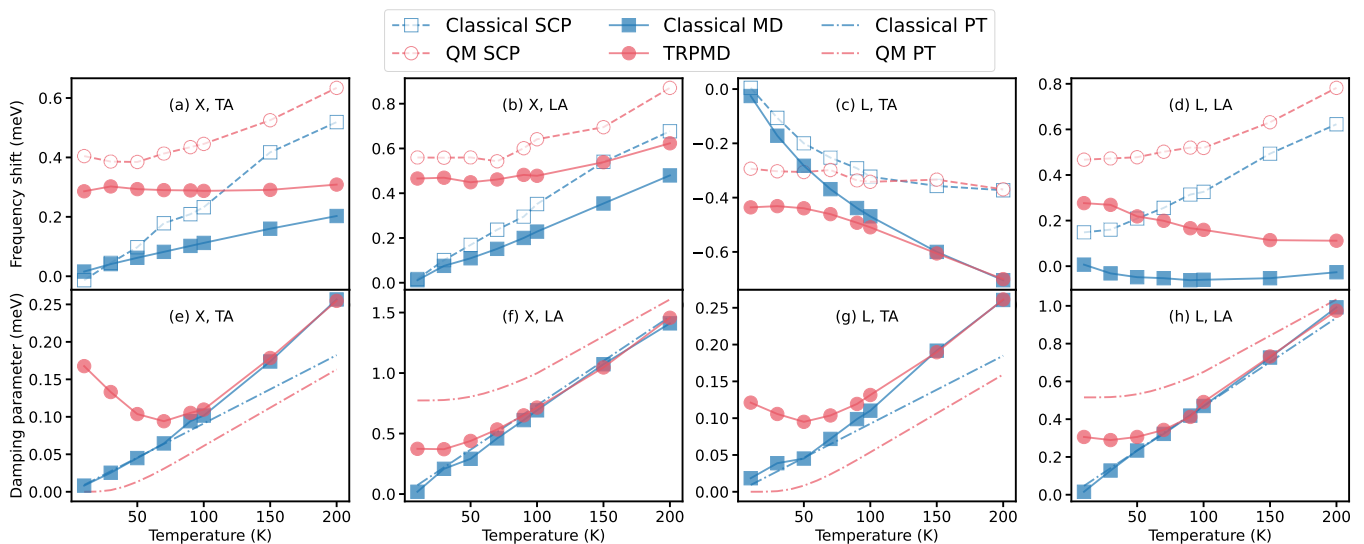 Classical SCP Classical MD Classical PT
QM SCP TRPMD QM PT
(a) X, TA
(b) X, LA
(c) L, TA
(d) L, LA
Frequency shift (meV)
0.6
0.4
0.2
0.0
0.8
0.6
0.4
0.2
0.0
0.0
−0.2
−0.4
−0.6
0.8
0.6
0.4
0.2
0.0
(e) X, TA
(f) X, LA
(g) L, TA
(h) L, LA
Damping parameter (meV)
0.25
0.20
0.15
0.10
0.05
0.00
1.5
1.0
0.5
0.0
0.25
0.20
0.15
0.10
0.05
0.00
1.0
0.8
0.6
0.4
0.2
0.0
50 100 150 200
50 100 150 200
50 100 150 200
50 100 150 200
Temperature (K)
Temperature (K)
Temperature (K)
Temperature (K)